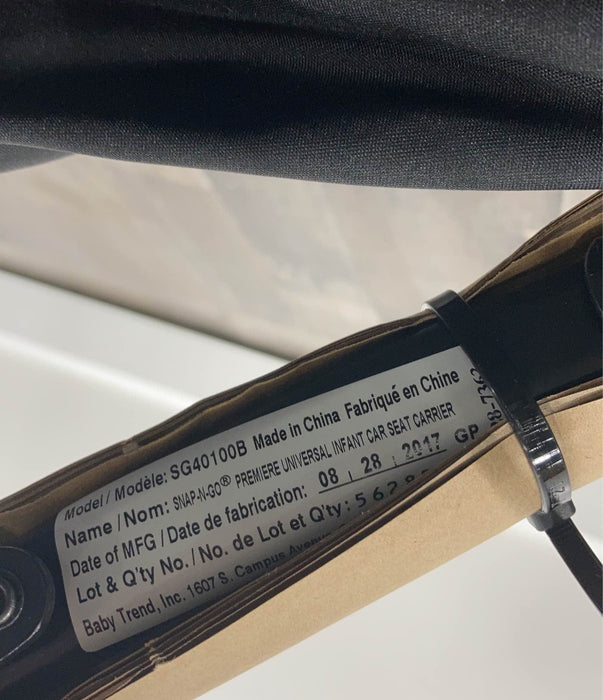 Model / Modèle: SG40100B Made in China Fabriqué en Chine
Name / Nom: SNAP-N-GO® PREMIERE UNIVERSAL INFANT CAR SEAT CARRIER
Date of MFG / Date de fabrication: 08 28 2017 GP
Lot & Q'ty No. / No. de Lot et Q'ty:
Baby Trend, Inc. 1607 S. Campus Avenue